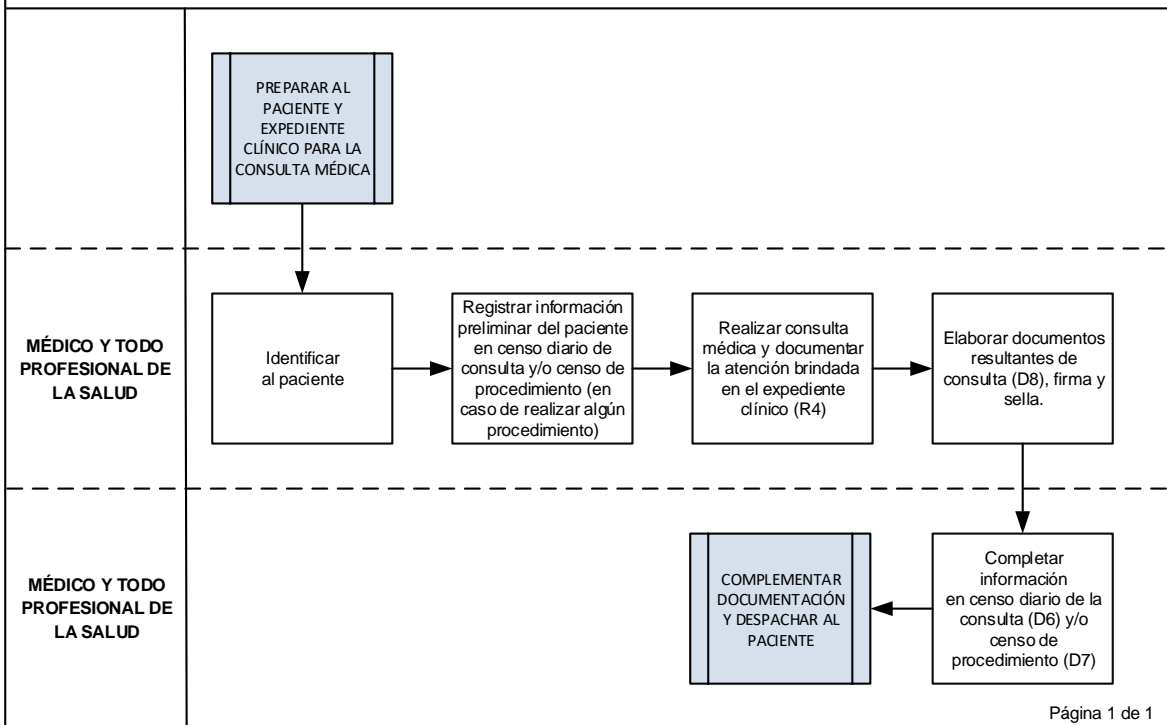 PREPARAR AL
PACIENTE Y
EXPEDIENTE
CLÍNICO PARA LA
CONSULTA MÉDICA
MÉDICO Y TODO
PROFESIONAL DE
LA SALUD
Identificar
al paciente
Registrar información
preliminar del paciente
en censo diario de
consulta y/o censo de
procedimiento (en
caso de realizar algún
procedimiento)
Realizar consulta
médica y documentar
la atención brindada
en el expediente
clínico (R4)
Elaborar documentos
resultantes de
consulta (D8), firma y
sella.
MÉDICO Y TODO
PROFESIONAL DE
LA SALUD
COMPLEMENTAR
DOCUMENTACIÓN
Y DESPACHAR AL
PACIENTE
Completar
información
en censo diario de la
consulta (D6) y/o
censo de
procedimiento (D7)
Página 1 de 1